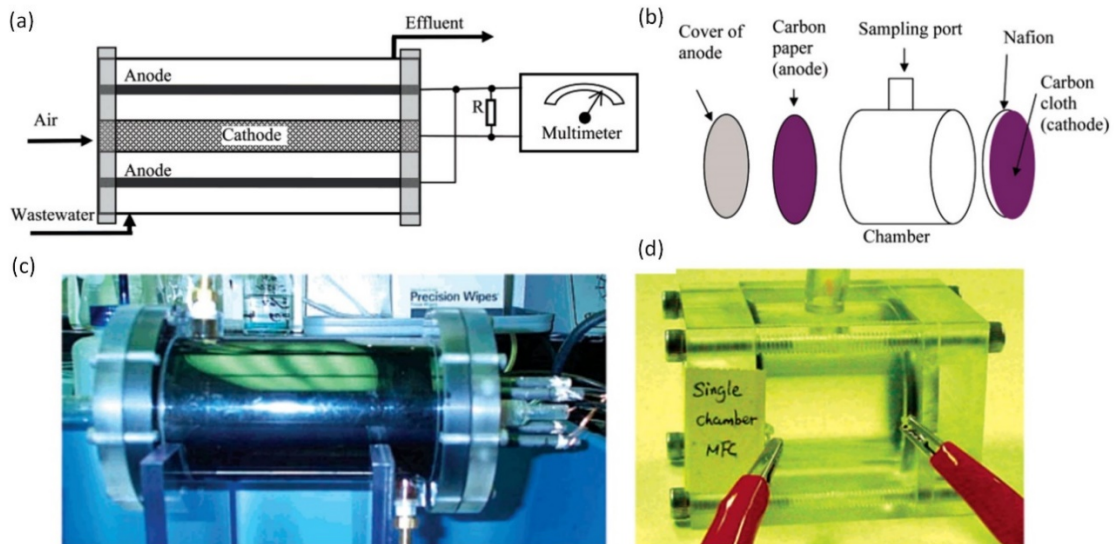 (a)
Effluent
Anode
Air
Cathode
R
Multimeter
Anode
Wastewater
(b)
Cover of
anode
Carbon
paper
(anode)
Sampling port
Nafion
Carbon
cloth
(cathode)
Chamber
(c)
Precision Wipes
(d)
Single
chamber
MFC